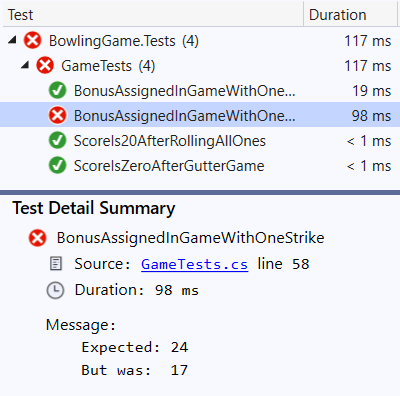 Test Duration
BowlingGame.Tests (4) 117 ms
GameTests (4) 117 ms
BonusAssignedInGameWithOne... 19 ms
BonusAssignedInGameWithOne... 98 ms
ScoreIs20AfterRollingAllOnes < 1 ms
ScoreIsZeroAfterGutterGame < 1 ms
Test Detail Summary
BonusAssignedInGameWithOneStrike
Source: GameTests.cs line 58
Duration: 98 ms
Message:
Expected: 24
But was: 17